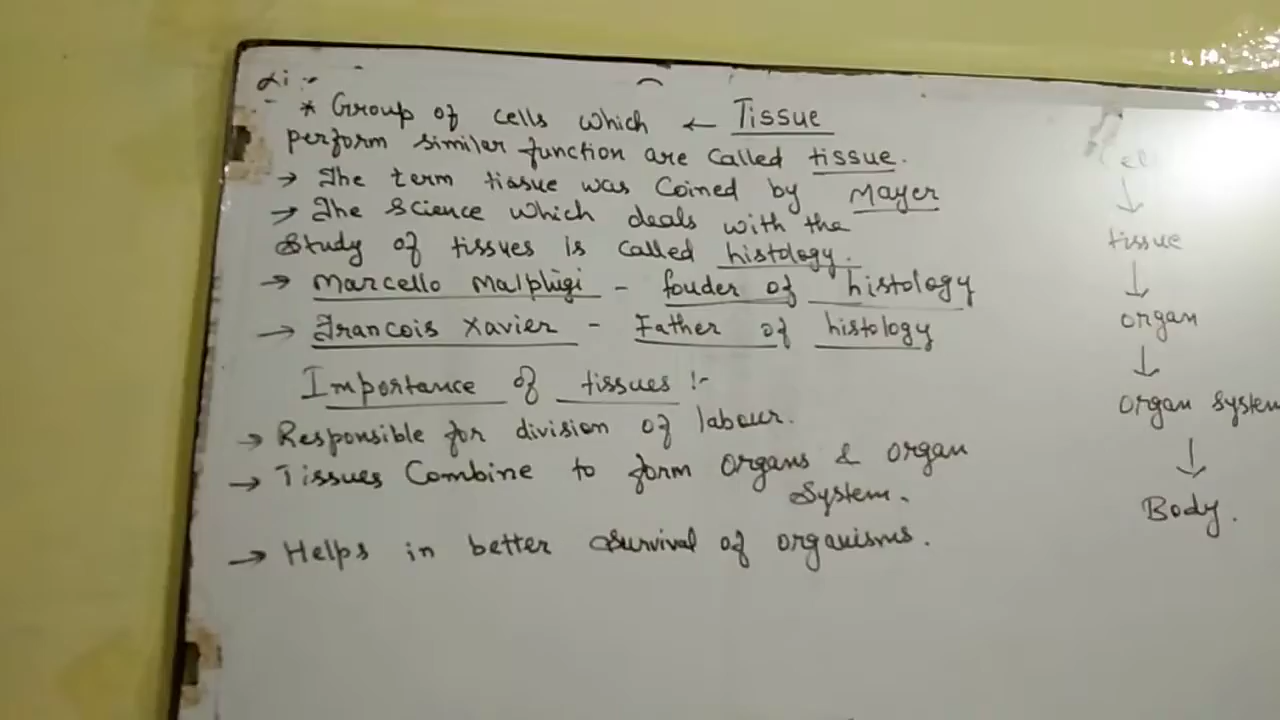 * Group of cells which ← Tissue
perform similar function are called tissue.
→ The term tissue was coined by Mayer
→ The science which deals with the
study of tissues is called histology.
→ Marcello Malphigi - fouder of histology
→ Francois Xavier - Father of histology
Importance of tissues :-
→ Responsible for division of labour.
→ Tissues Combine to form organs & organ
system.
→ Helps in better survival of organisms.
↓
tissue
↓
organ
↓
organ system
↓
Body.